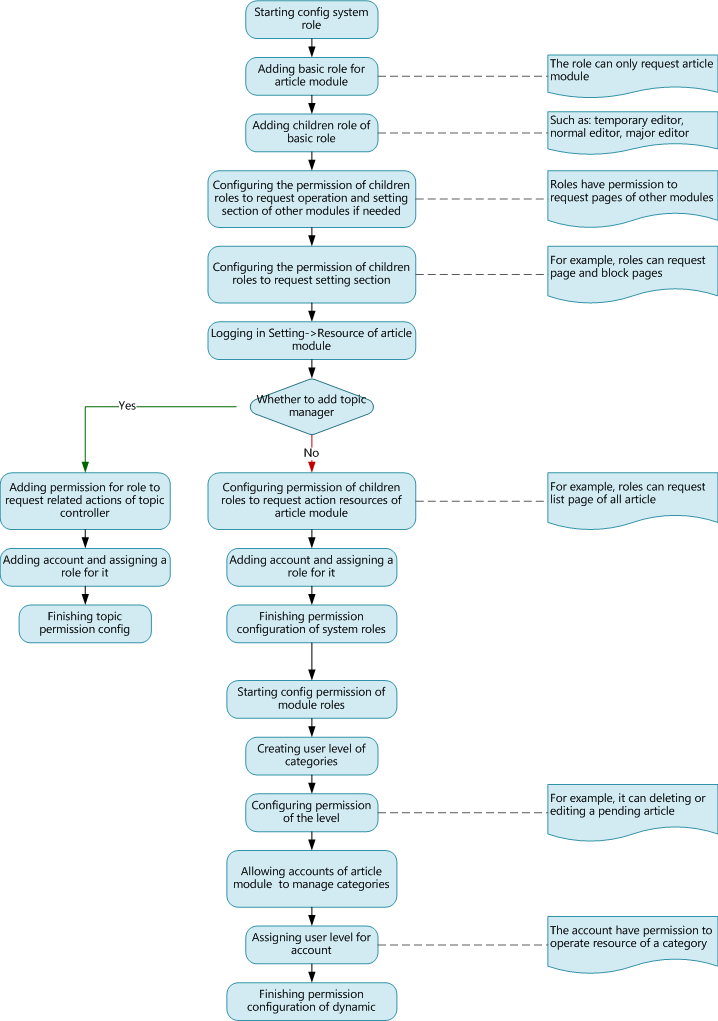 Starting config system
role
Adding basic role for
article module
The role can only request article
module
Adding children role of
basic role
Such as: temporary editor,
normal editor, major editor
Configuring the permission of children
roles to request operation and setting
section of other modules if needed
Roles have permission to
request pages of other modules
Configuring the permission of children
roles to request setting section
For example, roles can request
page and block pages
Logging in Setting->Resource of article
module
Whether to add topic
manager
Yes
No
Adding permission for role to
request related actions of topic
controller
Configuring permission of children
roles to request action resources of
article module
For example, roles can request
list page of all article
Adding account and assigning a
role for it
Adding account and assigning a
role for it
Finishing topic
permission config
Finishing permission
configuration of system roles
Starting config permission of
module roles
Creating user level of
categories
Configuring permission
of the level
For example, it can deleting or
editing a pending article
Allowing accounts of article
module  to manage categories
Assigning user level for
account
The account have permission to
operate resource of a category
Finishing permission
configuration of dynamic